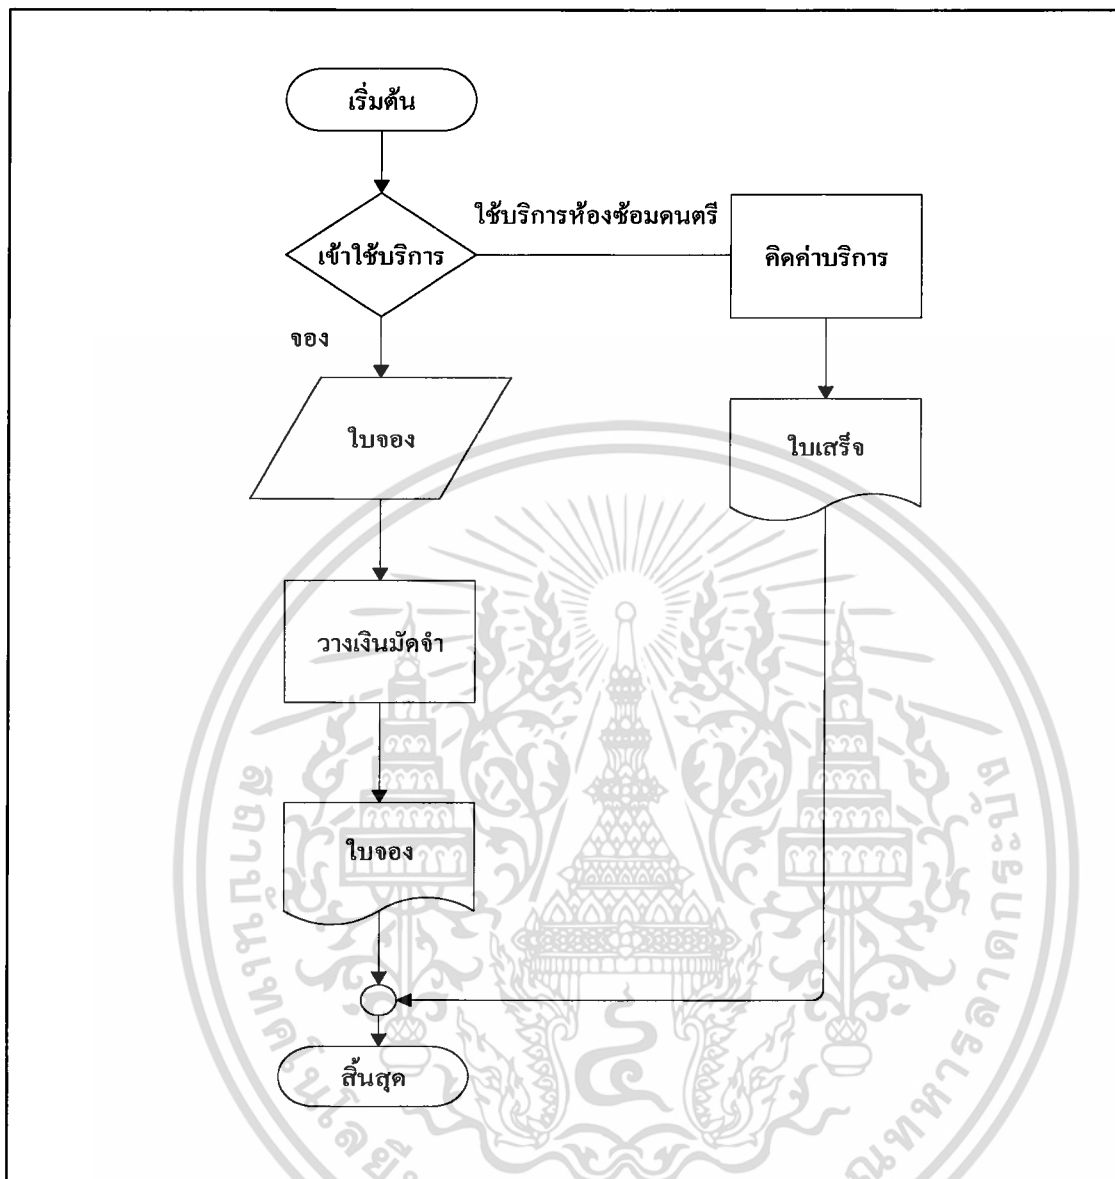 เริ่มต้น
ใช้บริการห้องซ้อมดนตรี
เข้าใช้บริการ
คิดค่าบริการ
จอง
ใบจอง
ใบเสร็จ
วางเงินมัดจำ
ใบจอง
สิ้นสุด